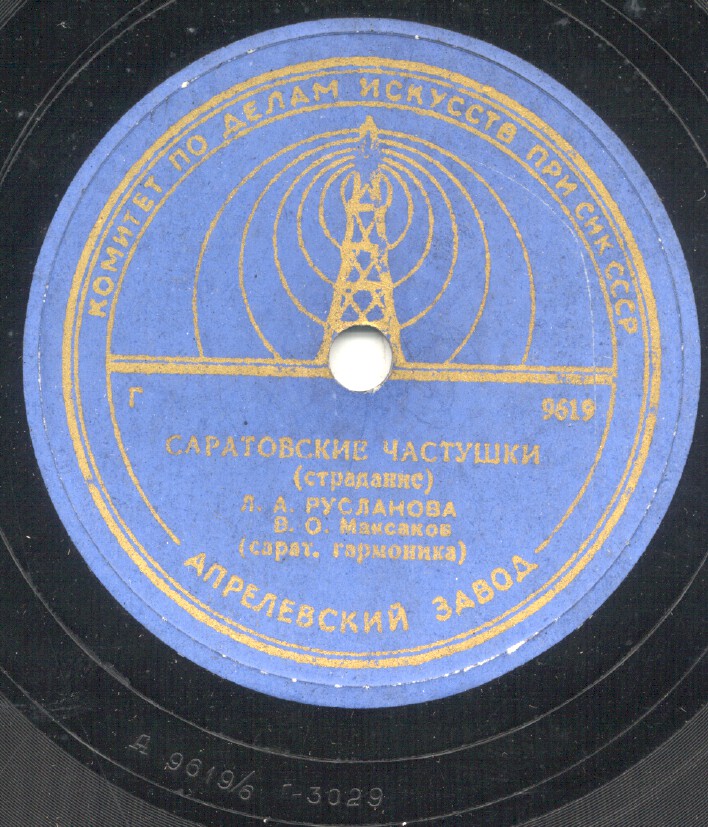 КОМИТЕТ ПО ДЕЛАМ ИСКУССТВ ПРИ СНК СССР
Г 9619
САРАТОВСКИЕ ЧАСТУШКИ
(страдание)
Л. А. РУСЛАНОВА
В. О. Максаков
(сарат. гармоника)
АПРЕЛЕВСКИЙ ЗАВОД
А 9619/6 Г-3029